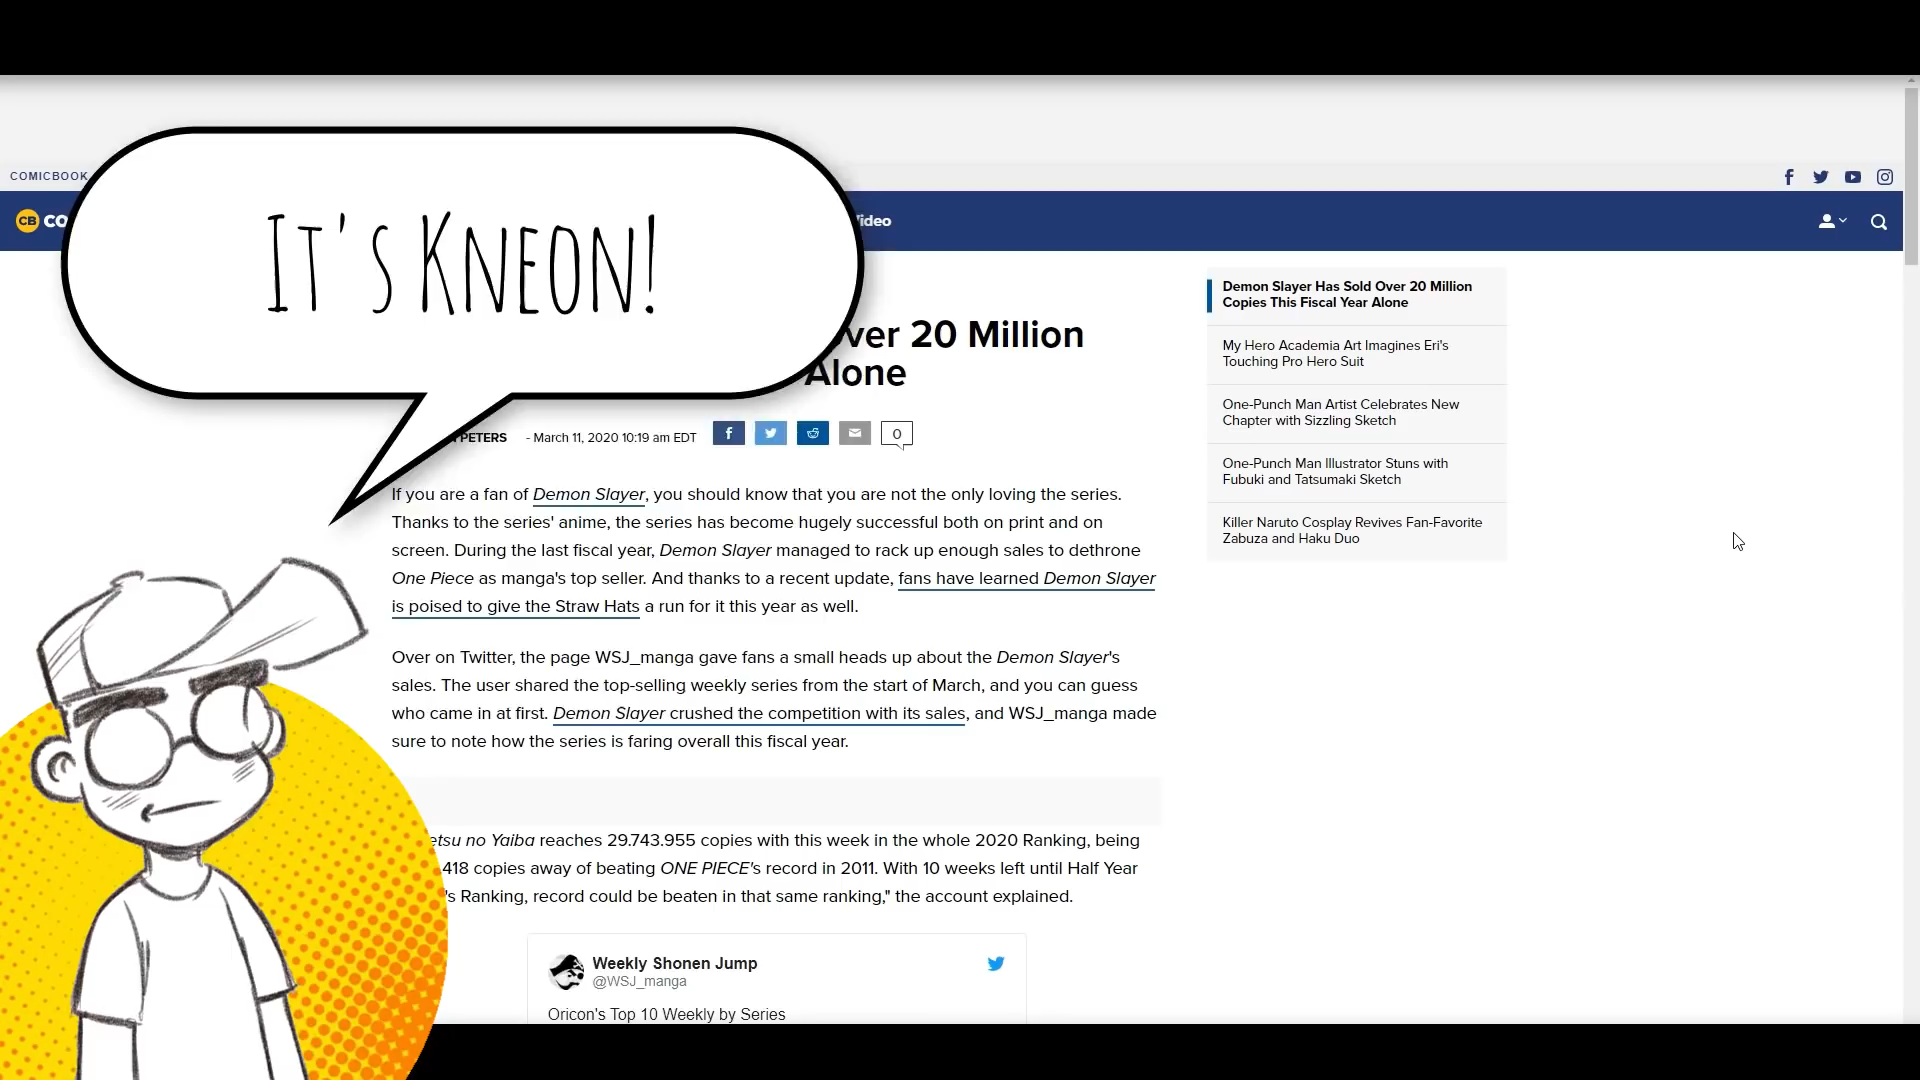 COMICBOOK
CB CO
Video
It's Kneon!
Over 20 Million
Alone
PETERS - March 11, 2020 10:19 am EDT
0
If you are a fan of Demon Slayer, you should know that you are not the only loving the series.
Thanks to the series' anime, the series has become hugely successful both on print and on
screen. During the last fiscal year, Demon Slayer managed to rack up enough sales to dethrone
One Piece as manga's top seller. And thanks to a recent update, fans have learned Demon Slayer
is poised to give the Straw Hats a run for it this year as well.
Over on Twitter, the page WSJ_manga gave fans a small heads up about the Demon Slayer's
sales. The user shared the top-selling weekly series from the start of March, and you can guess
who came in at first. Demon Slayer crushed the competition with its sales, and WSJ_manga made
sure to note how the series is faring overall this fiscal year.
etsu no Yaiba reaches 29.743.955 copies with this week in the whole 2020 Ranking, being
418 copies away of beating ONE PIECE's record in 2011. With 10 weeks left until Half Year
's Ranking, record could be beaten in that same ranking," the account explained.
Weekly Shonen Jump
@WSJ_manga
Oricon's Top 10 Weekly by Series
Demon Slayer Has Sold Over 20 Million
Copies This Fiscal Year Alone
My Hero Academia Art Imagines Eri's
Touching Pro Hero Suit
One-Punch Man Artist Celebrates New
Chapter with Sizzling Sketch
One-Punch Man Illustrator Stuns with
Fubuki and Tatsumaki Sketch
Killer Naruto Cosplay Revives Fan-Favorite
Zabuza and Haku Duo